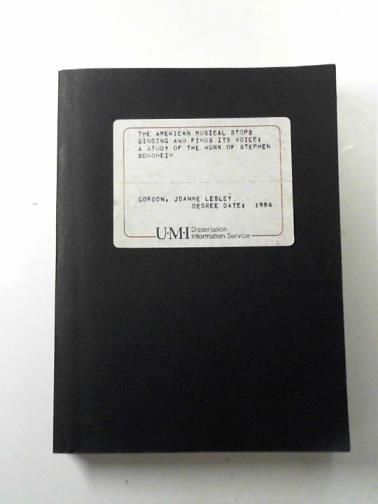 THE AMERICAN MUSICAL STOPS
SINGING AND FINDS ITS VOICE:
A STUDY OF THE WORK OF STEPHEN
SONDHEIM
GORDON, JOANNE LESLEY
DEGREE DATE: 1984
U·M·I Dissertation
Information Service